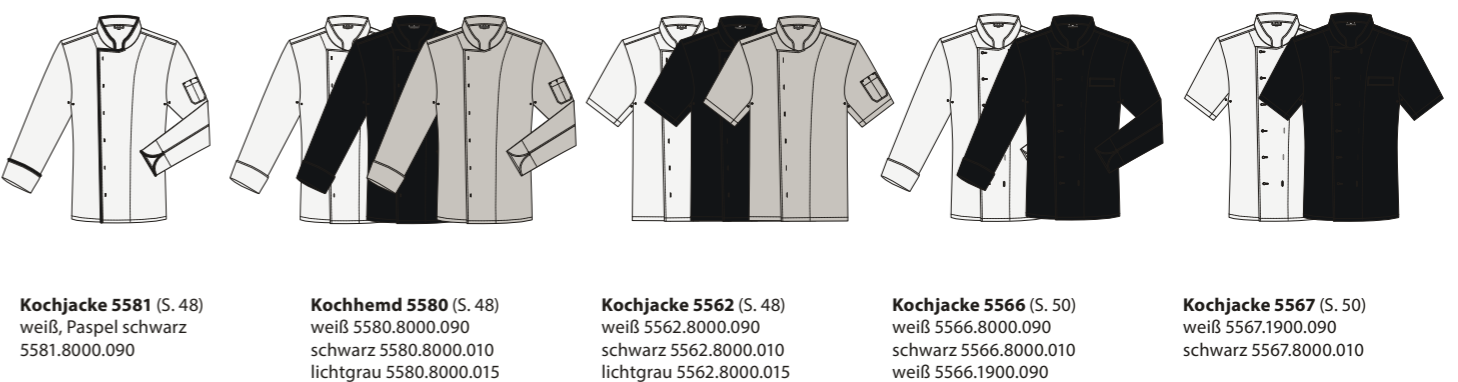 Kochjacke 5581 (S. 48)
weiß, Paspel schwarz
5581.8000.090
Kochhemd 5580 (S. 48)
weiß 5580.8000.090
schwarz 5580.8000.010
lichtgrau 5580.8000.015
Kochjacke 5562 (S. 48)
weiß 5562.8000.090
schwarz 5562.8000.010
lichtgrau 5562.8000.015
Kochjacke 5566 (S. 50)
weiß 5566.8000.090
schwarz 5566.8000.010
weiß 5566.1900.090
Kochjacke 5567 (S. 50)
weiß 5567.1900.090
schwarz 5567.8000.010